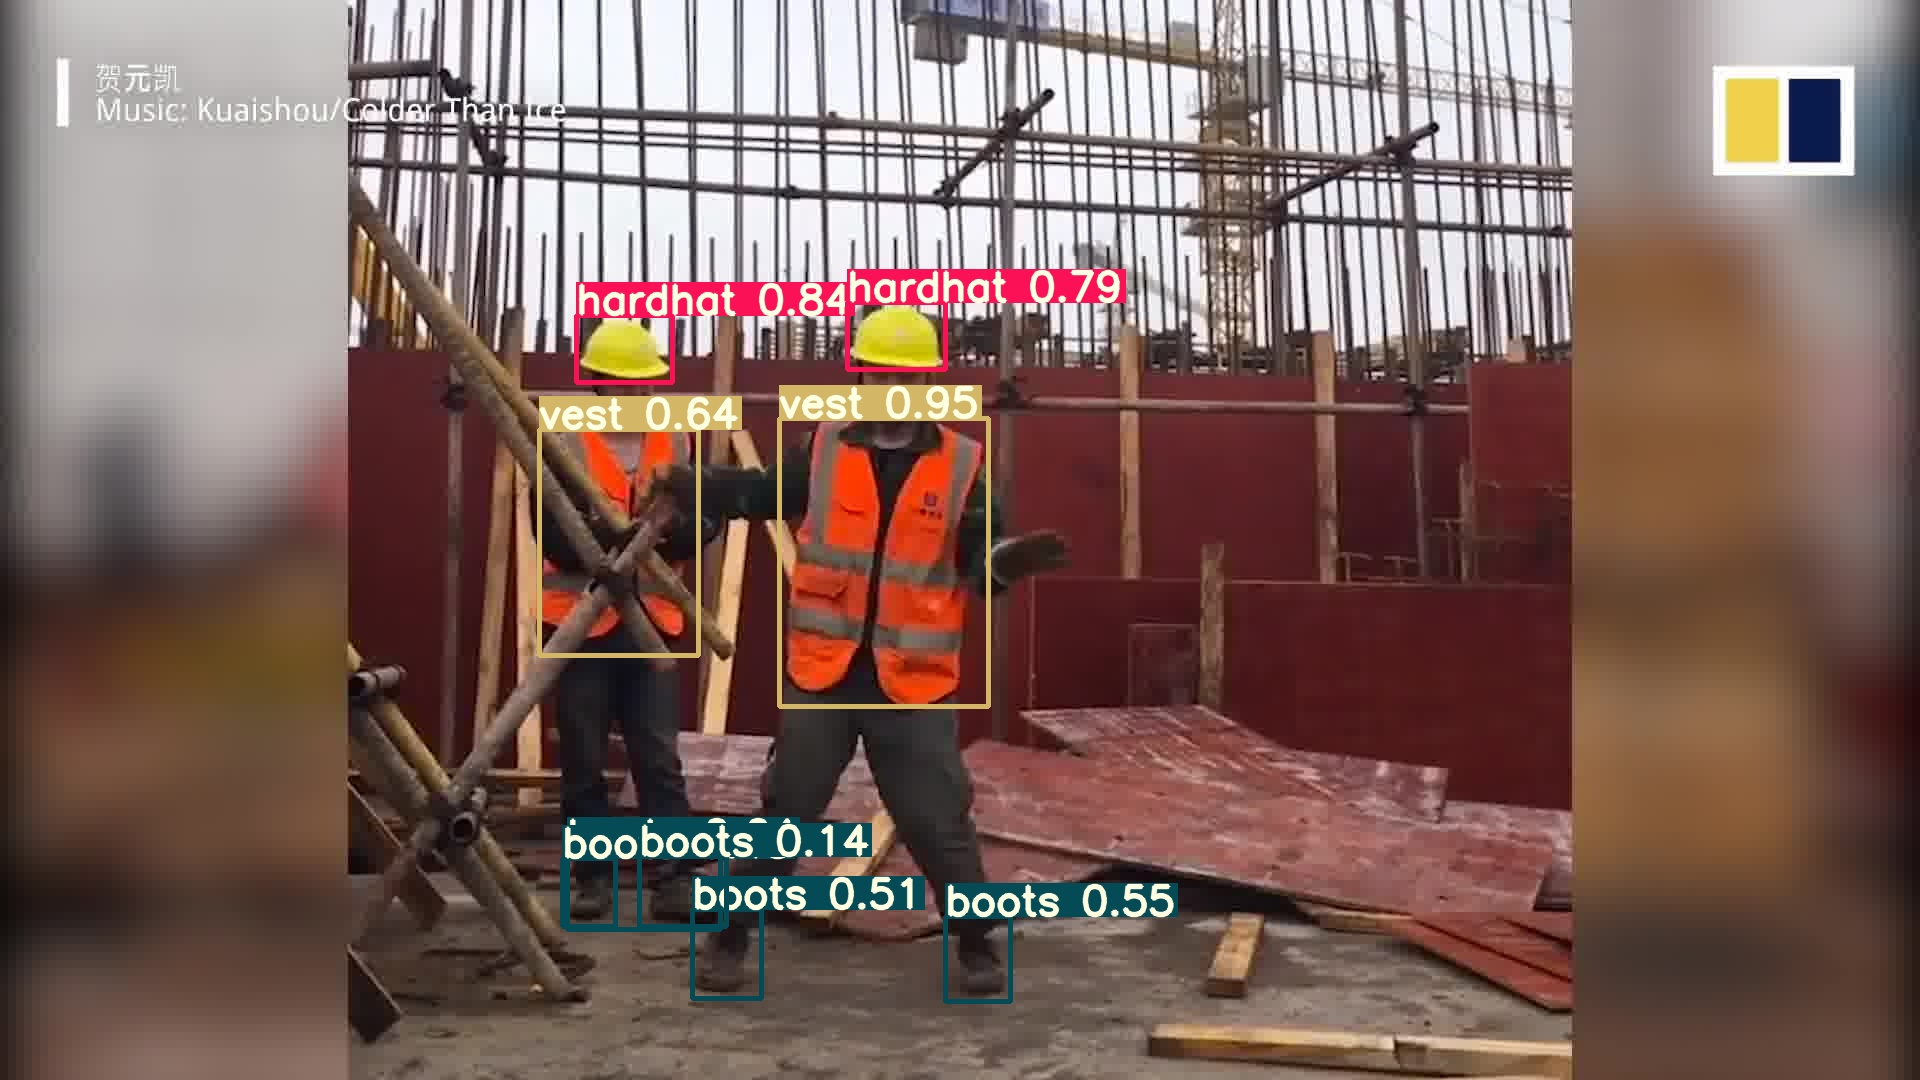 贺元凯
Music: Kuaishou/Colder Than Ice
hardhat 0.84
hardhat 0.79
vest 0.64
vest 0.95
boo
boots 0.14
boots 0.51
boots 0.55